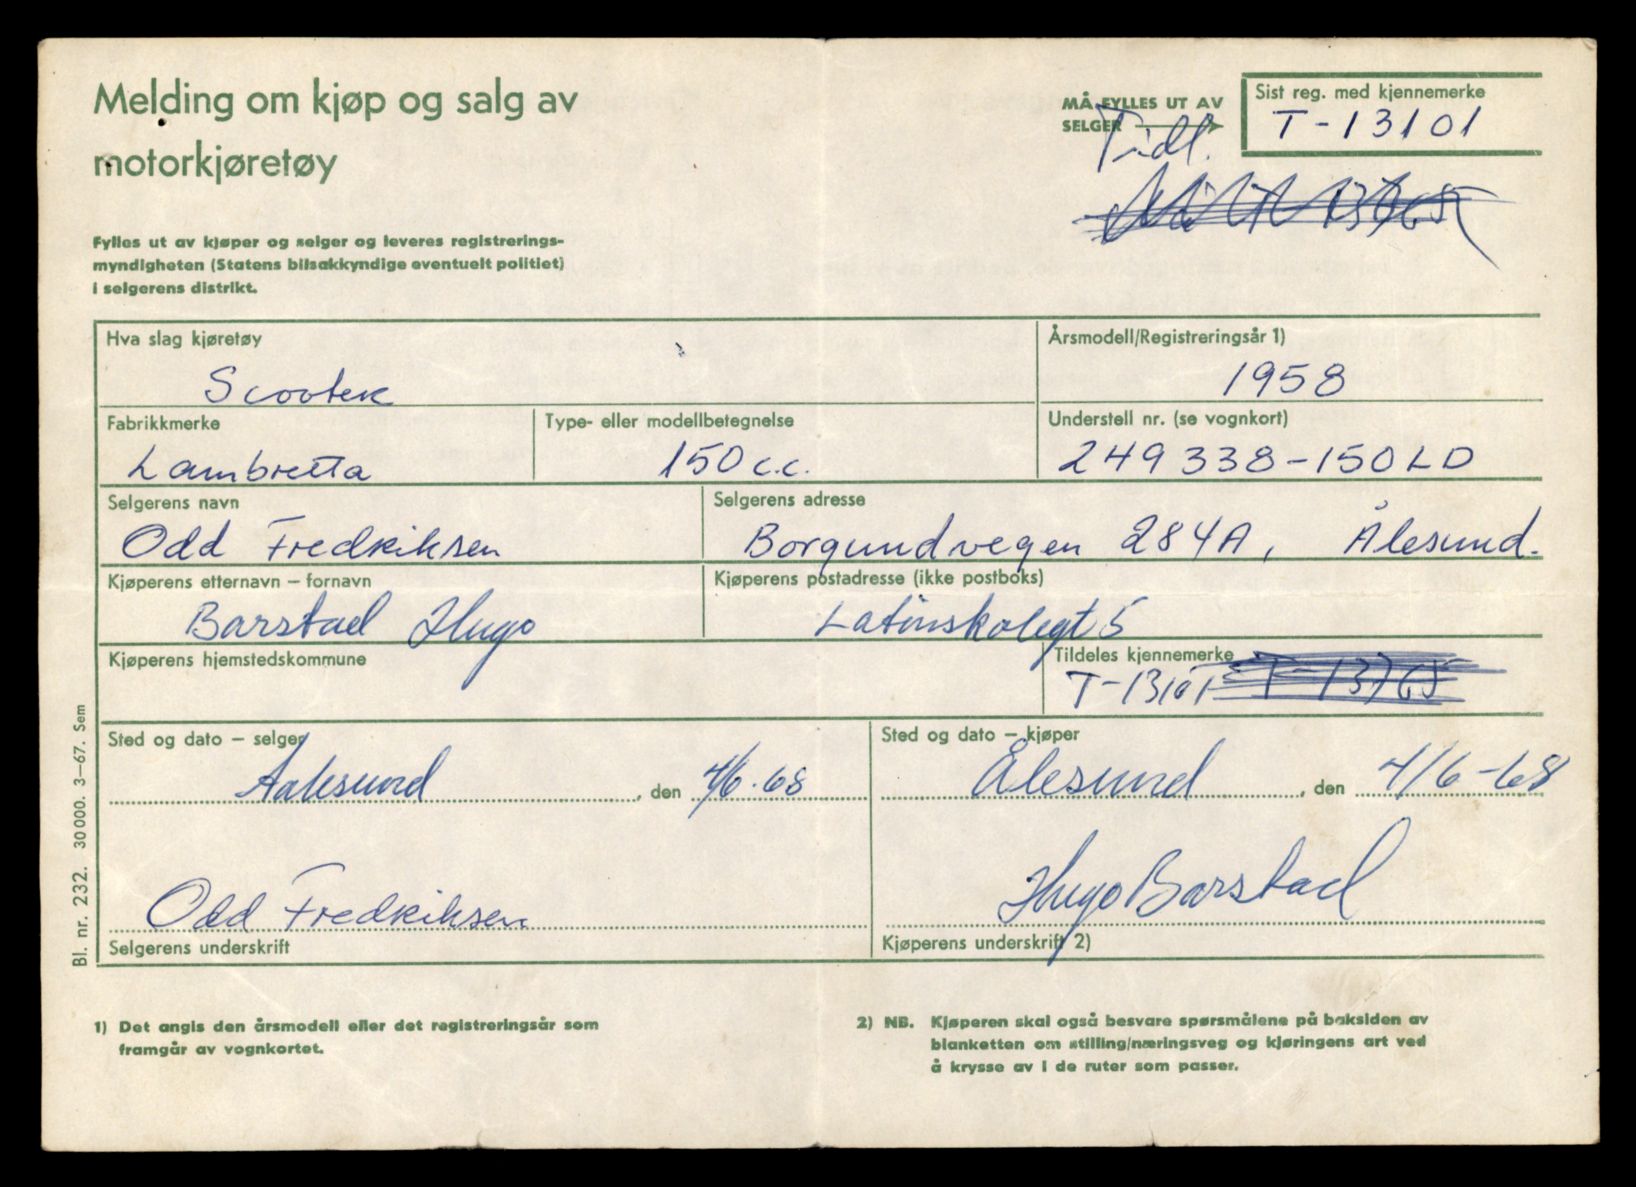 Melding om kjøp og salg av
motorkjøretøy
MÅ FYLLES UT AV
SELGER
Sist reg. med kjennemerke
T-13101
Tidl.
Fylles ut av kjøper og selger og leveres registrerings-
myndigheten (Statens bilsakkyndige eventuelt politiet)
i selgerens distrikt.
Hva slag kjøretøy
Scooter
Årsmodell/Registreringsår 1)
1958
Fabrikkmerke
Lambretta
Type- eller modellbetegnelse
150 c.c.
Understell nr. (se vognkort)
249338-150LD
Selgerens navn
Odd Fredriksen
Selgerens adresse
Borgundvegen 284A, Ålesund.
Kjøperens etternavn – fornavn
Barstad Hugo
Kjøperens postadresse (ikke postboks)
Latinskolegt 5
Kjøperens hjemstedskommune
Tildeles kjennemerke
T-13101 T-13765
Sted og dato – selger
Aalesund, den 4/6.68
Sted og dato – kjøper
Ålesund, den 4/6-68
Odd Fredriksen
Selgerens underskrift
Hugo Barstad
Kjøperens underskrift 2)
Bl. nr. 232. 30 000. 3–67. Sem
1) Det angis den årsmodell eller det registreringsår som
framgår av vognkortet.
2) NB. Kjøperen skal også besvare spørsmålene på baksiden av
blanketten om stilling/næringsveg og kjøringens art ved
å krysse av i de ruter som passer.